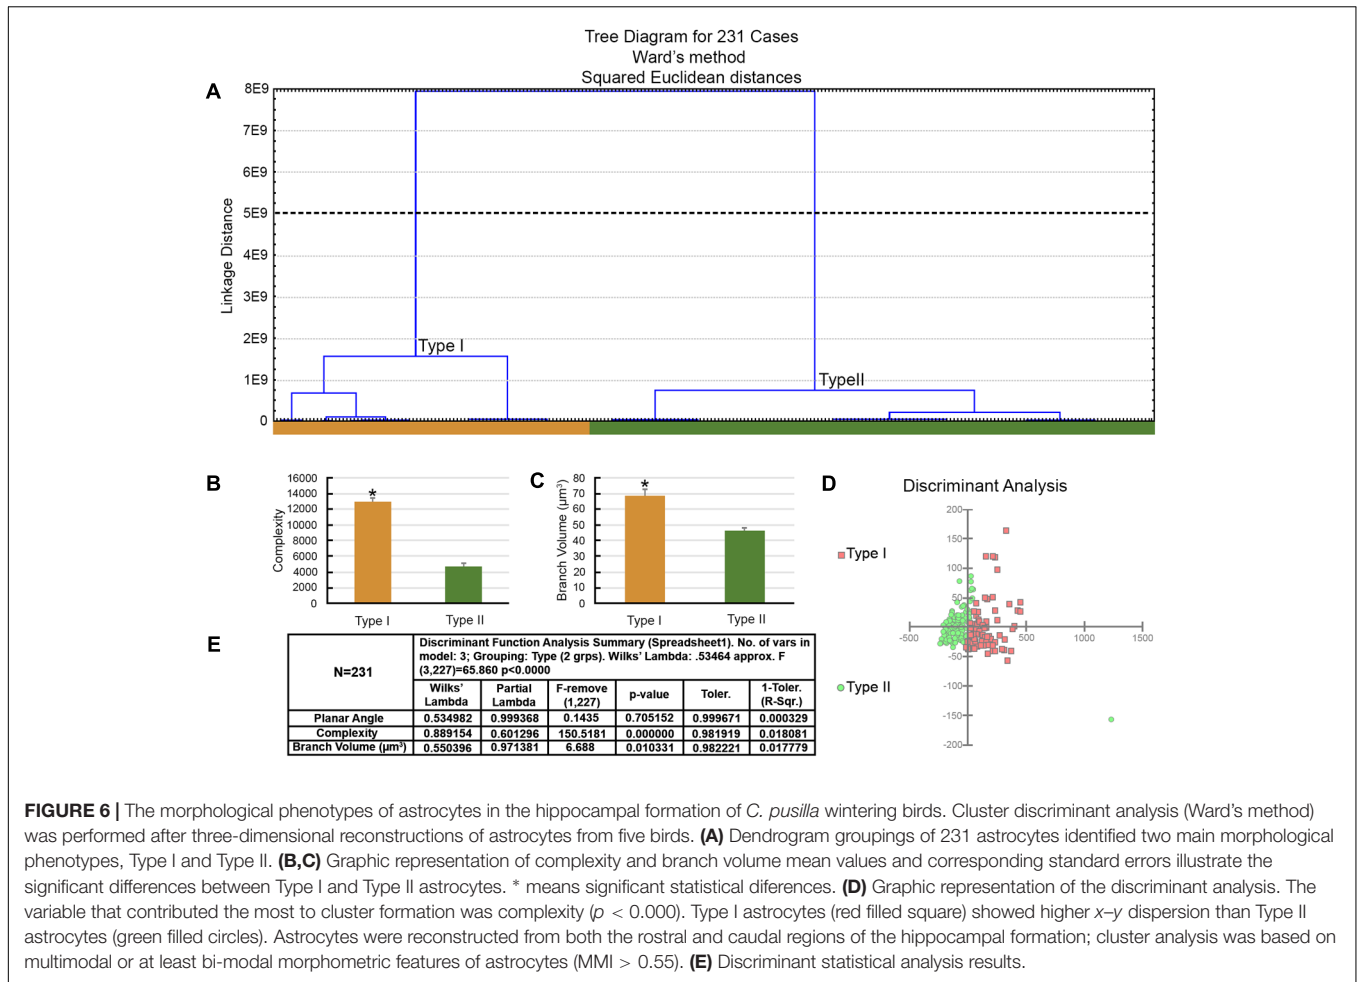 Tree Diagram for 231 Cases
Ward's method
Squared Euclidean distances
A
8E9
7E9
6E9
5E9
4E9
3E9
2E9
1E9
0
Linkage Distance
Type I
TypeII
B
16000
14000
12000
10000
8000
6000
4000
2000
0
Complexity
*
Type I
Type II
C
80
70
60
50
40
30
20
10
0
Branch Volume (µm³)
*
Type I
Type II
D
Discriminant Analysis
Type I
Type II
200
150
100
50
-50
-100
-150
-200
-500
0
500
1000
1500
E
N=231
Discriminant Function Analysis Summary (Spreadsheet1). No. of vars in
model: 3; Grouping: Type (2 grps). Wilks' Lambda: .53464 approx. F
(3,227)=65.860 p<0.0000
Wilks' Lambda Partial Lambda F-remove (1,227) p-value Toler. 1-Toler. (R-Sqr.)
Planar Angle 0.534982 0.999368 0.1435 0.705152 0.999671 0.000329
Complexity 0.889154 0.601296 150.5181 0.000000 0.981919 0.018081
Branch Volume (µm³) 0.550396 0.971381 6.688 0.010331 0.982221 0.017779
FIGURE 6 | The morphological phenotypes of astrocytes in the hippocampal formation of C. pusilla wintering birds. Cluster discriminant analysis (Ward's method)
was performed after three-dimensional reconstructions of astrocytes from five birds. (A) Dendrogram groupings of 231 astrocytes identified two main morphological
phenotypes, Type I and Type II. (B,C) Graphic representation of complexity and branch volume mean values and corresponding standard errors illustrate the
significant differences between Type I and Type II astrocytes. * means significant statistical diferences. (D) Graphic representation of the discriminant analysis. The
variable that contributed the most to cluster formation was complexity (p < 0.000). Type I astrocytes (red filled square) showed higher x–y dispersion than Type II
astrocytes (green filled circles). Astrocytes were reconstructed from both the rostral and caudal regions of the hippocampal formation; cluster analysis was based on
multimodal or at least bi-modal morphometric features of astrocytes (MMI > 0.55). (E) Discriminant statistical analysis results.